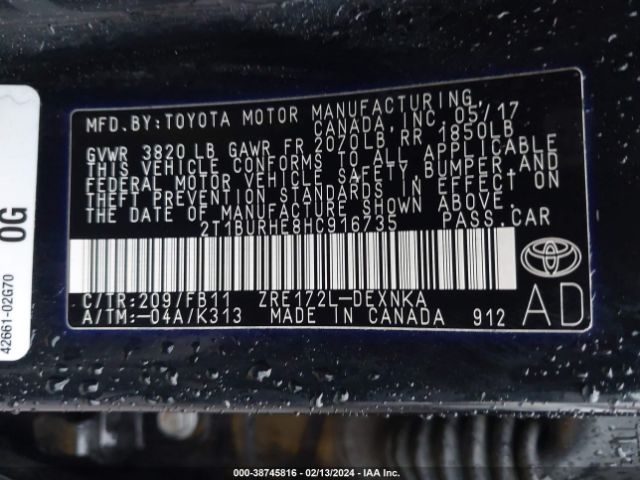 MFD.BY:TOYOTA MOTOR MANUFACTURING,
CANADA, INC. 05/17
GVWR 3820 LB GAWR FR 2070LB RR 1850LB
THIS VEHICLE CONFORMS TO ALL APPLICABLE
FEDERAL MOTOR VEHICLE SAFETY, BUMPER, AND
THEFT PREVENTION STANDARDS IN EFFECT ON
THE DATE OF MANUFACTURE SHOWN ABOVE.
2T1BURHE8HC916735 PASS.CAR
C/TR:209/FB11 ZRE172L-DEXNKA
A/TM:-04A/K313 MADE IN CANADA 912
AD
0G
42661-02G70
000-38745816 - 02/13/2024 - IAA Inc.